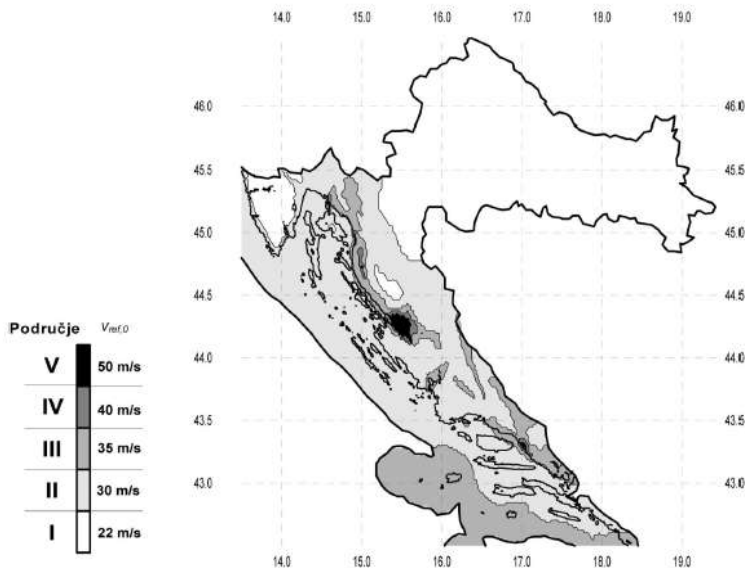 14.0 15.0 16.0 17.0 18.0 19.0
46.0 46.0
45.5 45.5
45.0 45.0
44.5 44.5
Područje Vref,0
V 50 m/s
44.0 44.0
IV 40 m/s
43.5 43.5
III 35 m/s
43.0 43.0
II 30 m/s
I 22 m/s
14.0 15.0 16.0 17.0 18.0 19.0